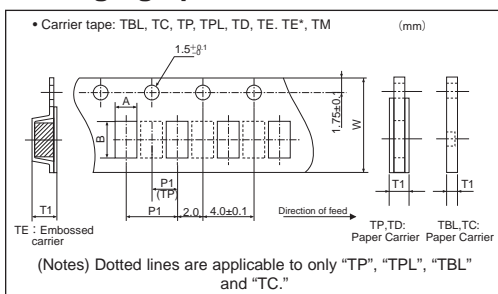 • Carrier tape: TBL, TC, TP, TPL, TD, TE. TE*, TM
(mm)
1.5+0.1 −0
A
B
1.75±0.1
W
P1
(TP)
P1
2.0
4.0±0.1
Direction of feed
T1
T1
T1
TE : Embossed
carrier
TP,TD:
Paper Carrier
TBL,TC:
Paper Carrier
(Notes) Dotted lines are applicable to only “TP”, “TPL”, “TBL”
and “TC.”